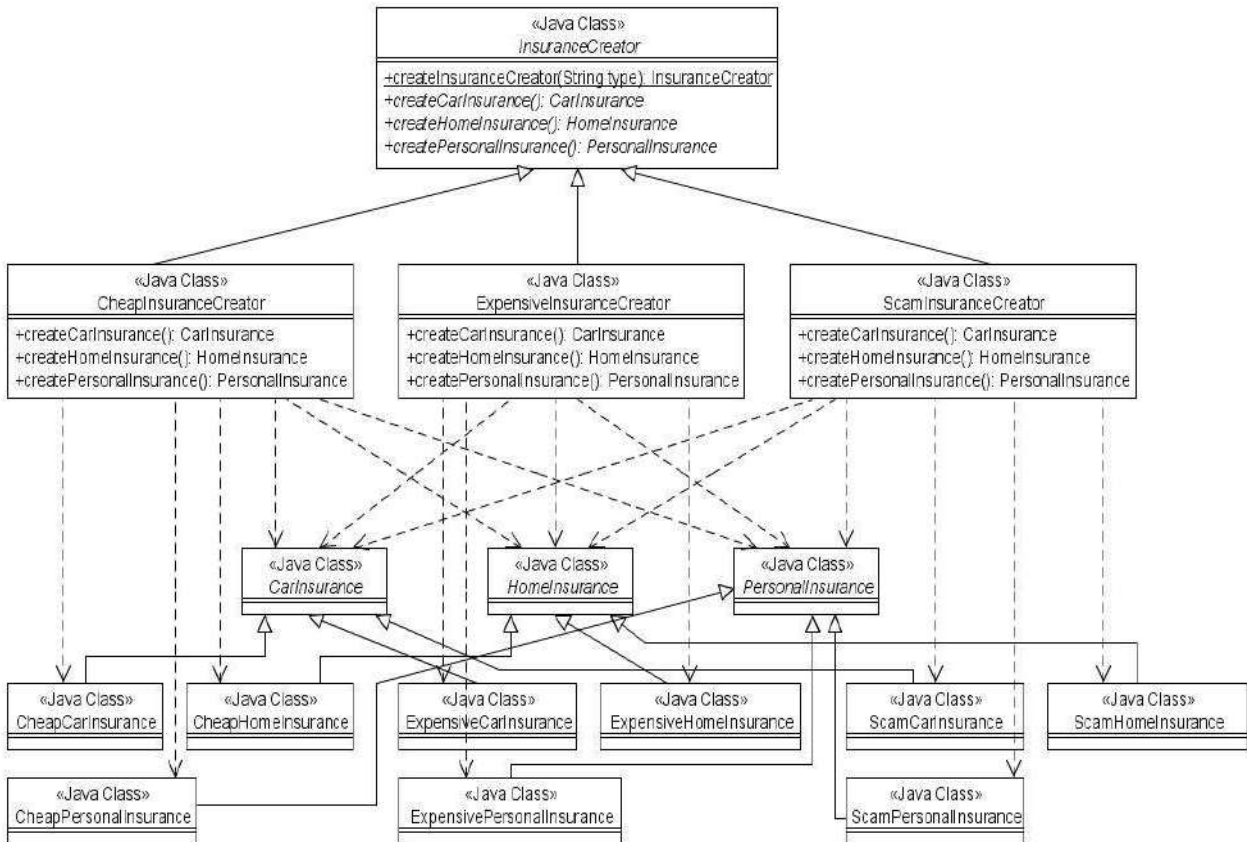 «Java Class»
InsuranceCreator
+createInsuranceCreator(String type): InsuranceCreator
+createCarInsurance(): CarInsurance
+createHomeInsurance(): HomeInsurance
+createPersonalInsurance(): PersonalInsurance
«Java Class»
CheapInsuranceCreator
+createCarInsurance(): CarInsurance
+createHomeInsurance(): HomeInsurance
+createPersonalInsurance(): PersonalInsurance
«Java Class»
ExpensiveInsuranceCreator
+createCarInsurance(): CarInsurance
+createHomeInsurance(): HomeInsurance
+createPersonalInsurance(): PersonalInsurance
«Java Class»
ScamInsuranceCreator
+createCarInsurance(): CarInsurance
+createHomeInsurance(): HomeInsurance
+createPersonalInsurance(): PersonalInsurance
«Java Class»
CarInsurance
«Java Class»
HomeInsurance
«Java Class»
PersonalInsurance
«Java Class»
CheapCarInsurance
«Java Class»
CheapHomeInsurance
«Java Class»
ExpensiveCarInsurance
«Java Class»
ExpensiveHomeInsurance
«Java Class»
ScamCarInsurance
«Java Class»
ScamHomeInsurance
«Java Class»
CheapPersonalInsurance
«Java Class»
ExpensivePersonalInsurance
«Java Class»
ScamPersonalInsurance